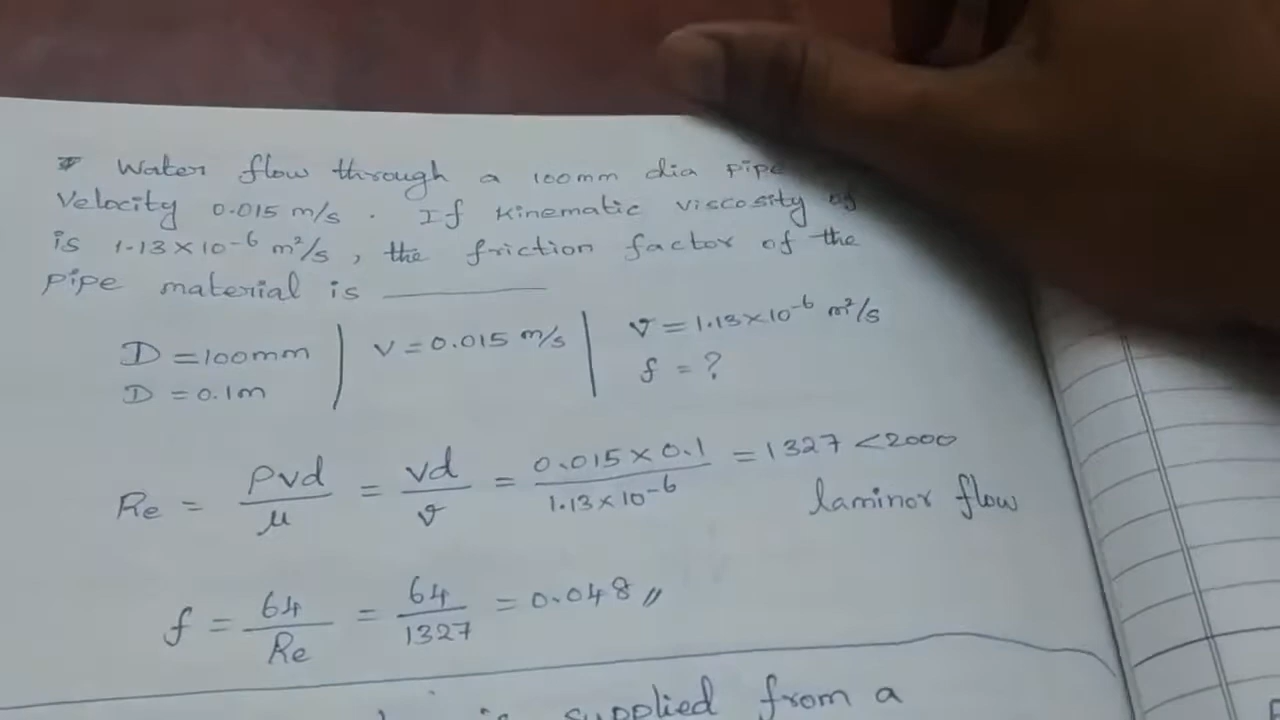 Water flow through a 100mm dia pipe
Velocity 0.015 m/s . If kinematic viscosity of
is 1.13×10⁻⁶ m²/s , the friction factor of the
pipe material is ________
D = 100mm | V = 0.015 m/s | ν = 1.13×10⁻⁶ m²/s
D = 0.1m f = ?
Re = ρvd/μ = vd/ν = 0.015 × 0.1 / 1.13×10⁻⁶ = 1327 < 2000
laminor flow
f = 64/Re = 64/1327 = 0.048 //
supplied from a